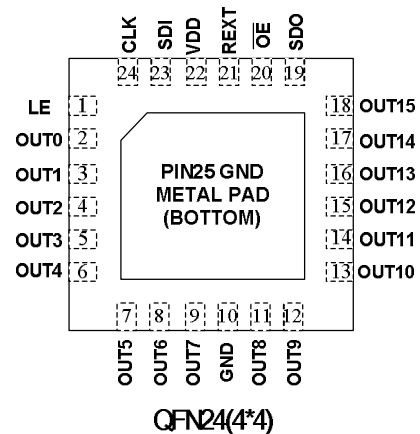 CLK SDI VDD REXT OE SDO
24 23 22 21 20 19
LE 1 18 OUT15
OUT0 2 17 OUT14
OUT1 3 16 OUT13
OUT2 4 15 OUT12
OUT3 5 14 OUT11
OUT4 6 13 OUT10
PIN25 GND
METAL PAD
(BOTTOM)
7 8 9 10 11 12
OUT5 OUT6 OUT7 GND OUT8 OUT9
QFN24(4*4)